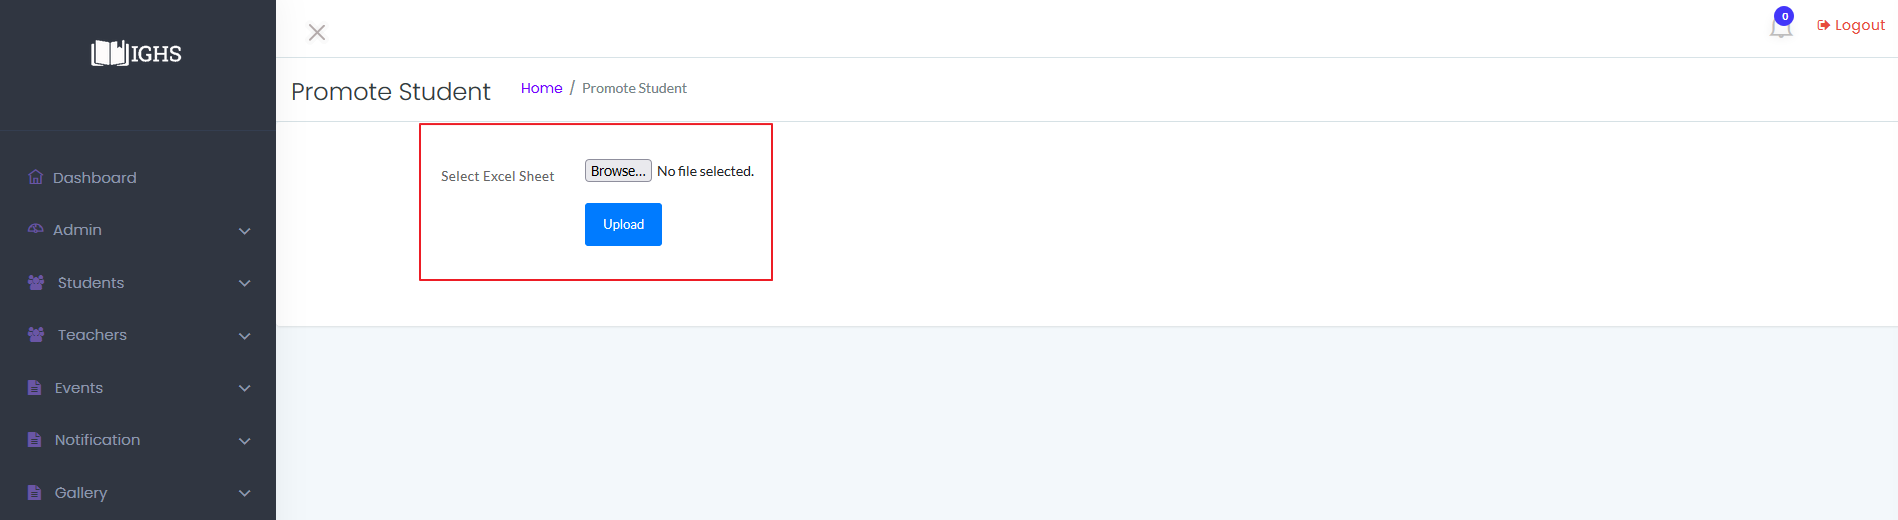 IGHS
0
Logout
Promote Student
Home / Promote Student
Select Excel Sheet
Browse... No file selected.
Upload
Dashboard
Admin
Students
Teachers
Events
Notification
Gallery